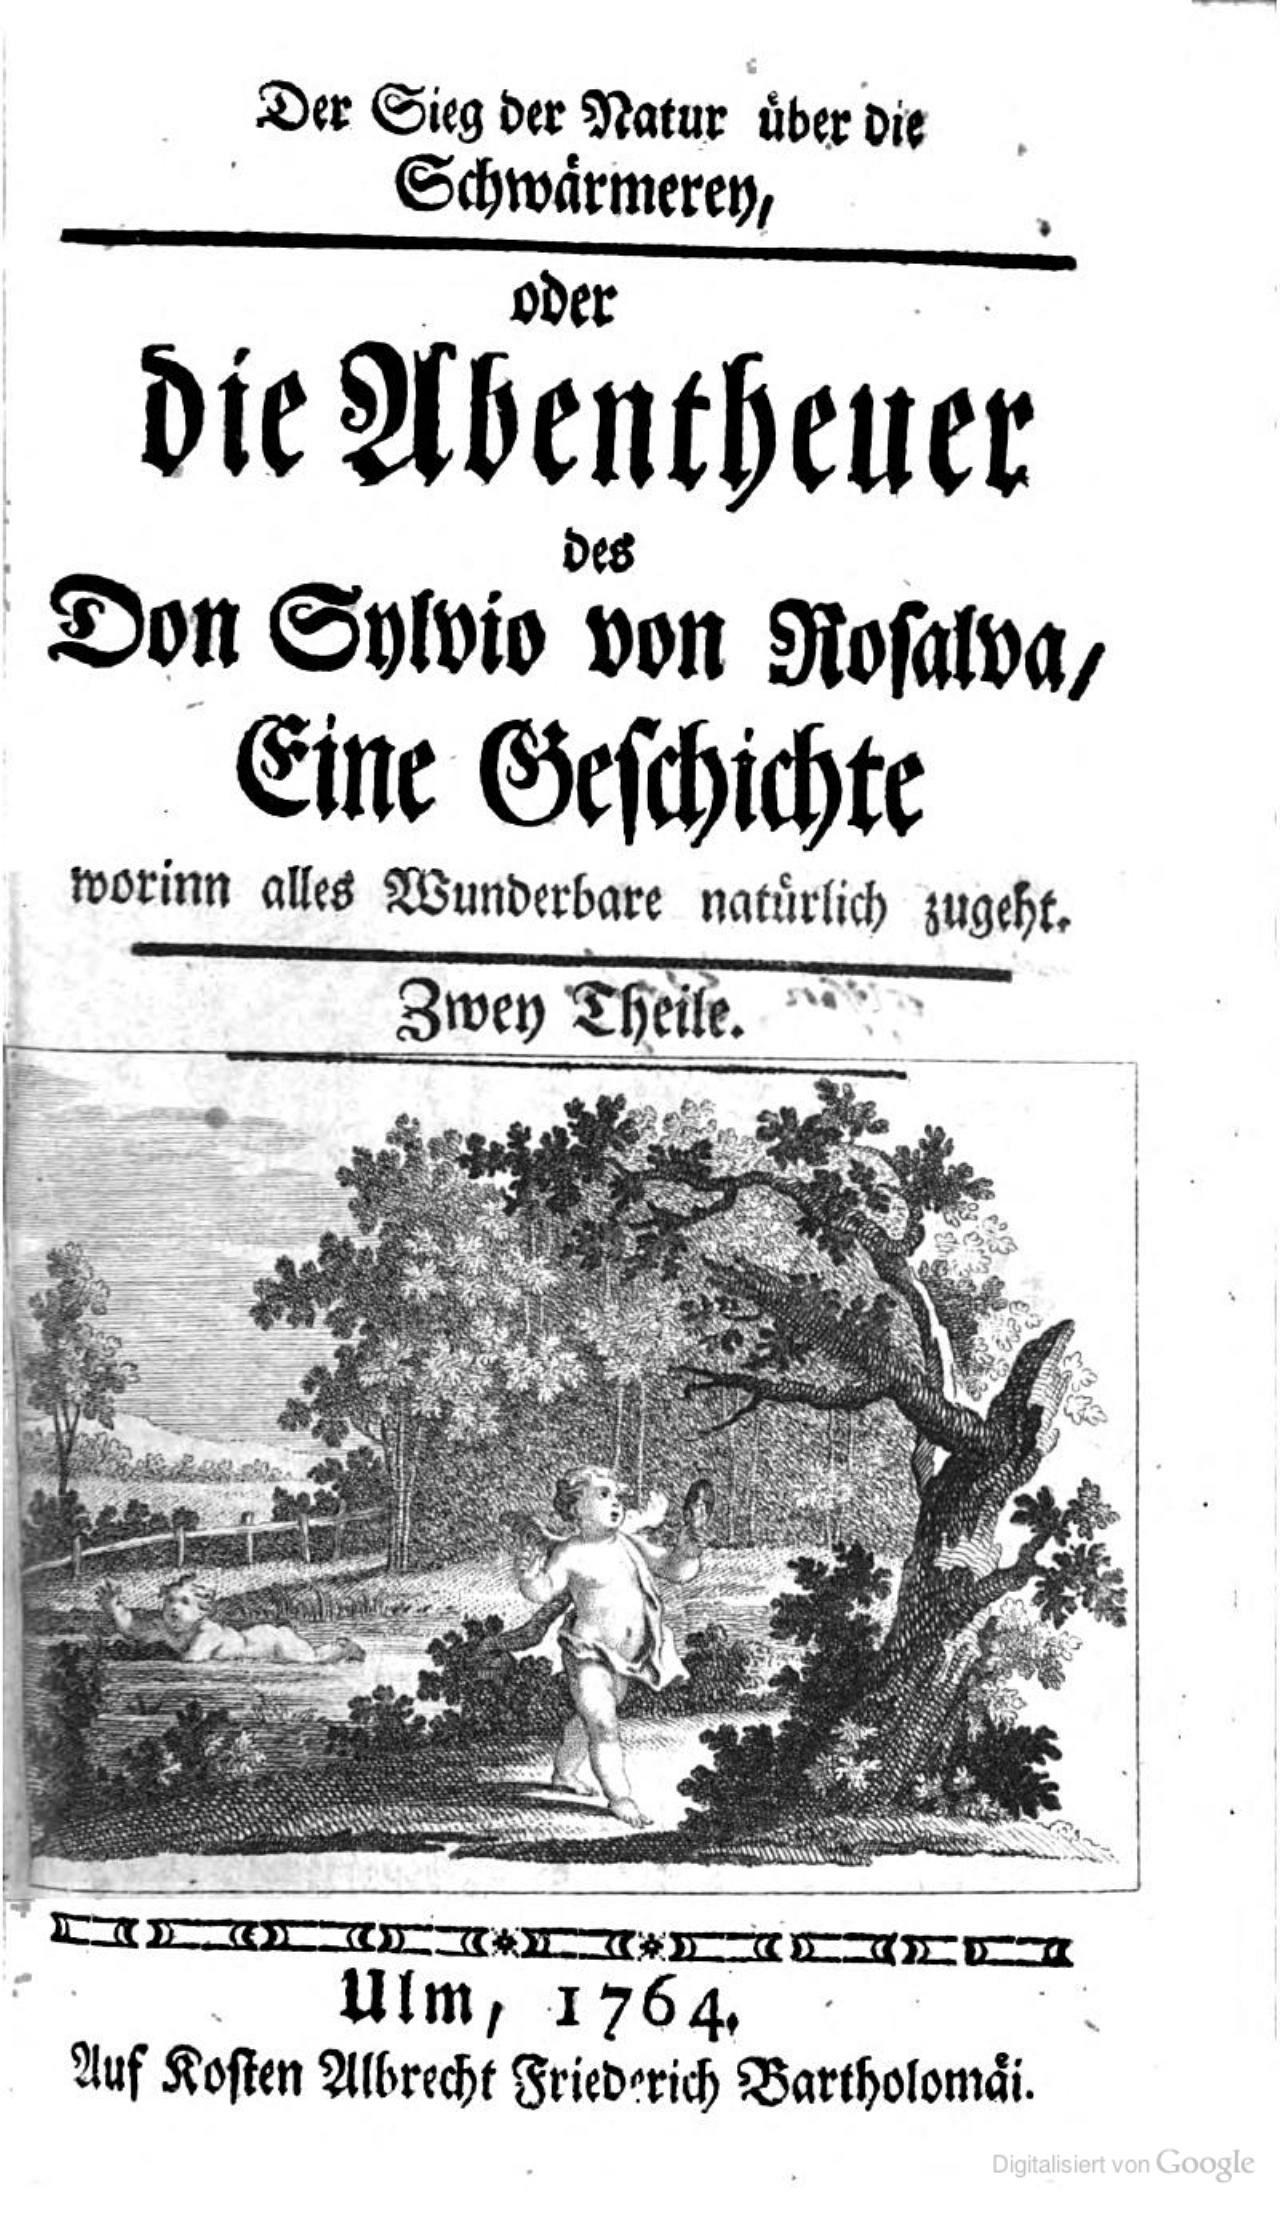 Der Sieg der Natur über die
Schwärmerey,
oder
die Abentheuer
des
Don Sylvio von Rosalva,
Eine Geschichte
worinn alles Wunderbare natürlich zugeht.
Zwey Theile.
Ulm, 1764.
Auf Kosten Albrecht Friederich Bartholomäi.
Digitalisiert von Google